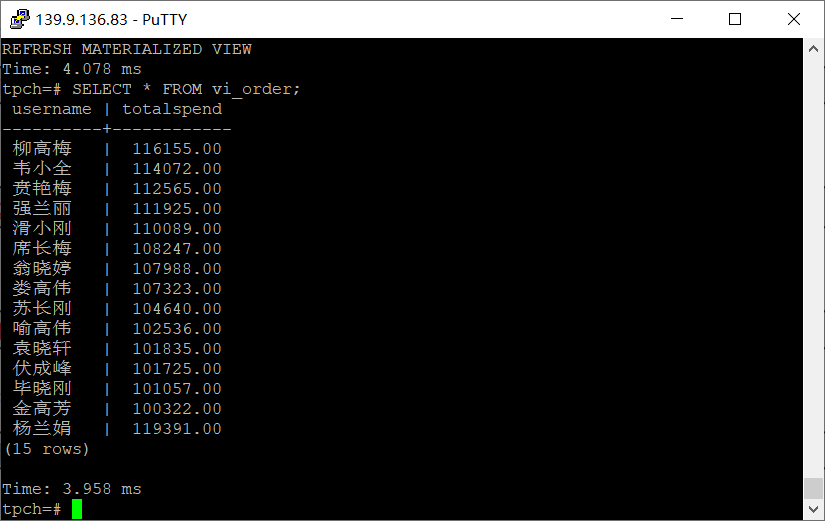 139.9.136.83 - PuTTY
REFRESH MATERIALIZED VIEW
Time: 4.078 ms
tpch=# SELECT * FROM vi_order;
 username | totalspend
----------+------------
 柳高梅   |  116155.00
 韦小全   |  114072.00
 贲艳梅   |  112565.00
 强兰丽   |  111925.00
 滑小刚   |  110089.00
 席长梅   |  108247.00
 翁晓婷   |  107988.00
 娄高伟   |  107323.00
 苏长刚   |  104640.00
 喻高伟   |  102536.00
 袁晓轩   |  101835.00
 伏成峰   |  101725.00
 毕晓刚   |  101057.00
 金高芳   |  100322.00
 杨兰娟   |  119391.00
(15 rows)
Time: 3.958 ms
tpch=#